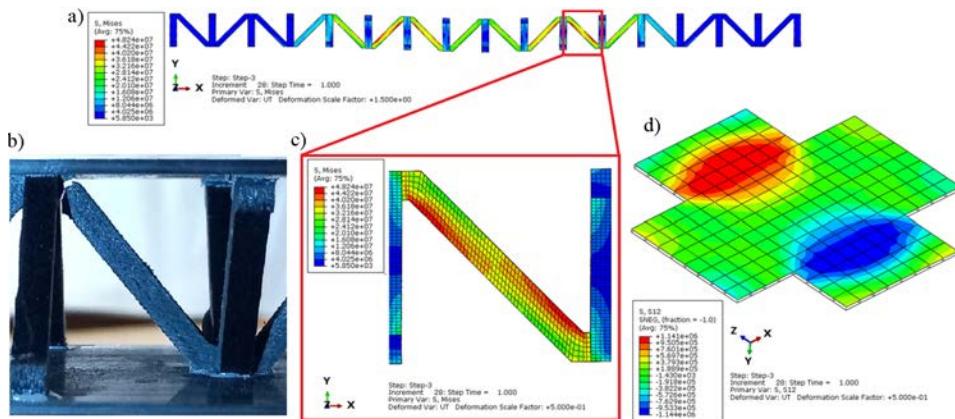 a)
S, Mises
(Avg: 75%)
+4.824e+07
+4.422e+07
+4.020e+07
+3.618e+07
+3.216e+07
+2.814e+07
+2.412e+07
+2.010e+07
+1.608e+07
+1.206e+07
+8.044e+06
+4.025e+06
+5.850e+03
Y
Z X
Step: Step-3
Increment 28: Step Time = 1.000
Primary Var: S, Mises
Deformed Var: UT Deformation Scale Factor: +1.500e+00
b)
c)
S, Mises
(Avg: 75%)
+4.824e+07
+4.422e+07
+4.020e+07
+3.618e+07
+3.216e+07
+2.814e+07
+2.412e+07
+2.010e+07
+1.608e+07
+1.206e+07
+8.044e+06
+4.025e+06
+5.850e+03
Y
Z X
Step: Step-3
Increment 28: Step Time = 1.000
Primary Var: S, Mises
Deformed Var: UT Deformation Scale Factor: +5.000e-01
d)
S, S12
SNEG, (fraction = -1.0)
(Avg: 75%)
+1.141e+06
+9.505e+05
+7.601e+05
+5.697e+05
+3.793e+05
+1.889e+05
-1.430e+03
-1.918e+05
-3.822e+05
-5.726e+05
-7.629e+05
-9.533e+05
-1.144e+06
Z X
Y
Step: Step-3
Increment 28: Step Time = 1.000
Primary Var: S, S12
Deformed Var: UT Deformation Scale Factor: +5.000e-01